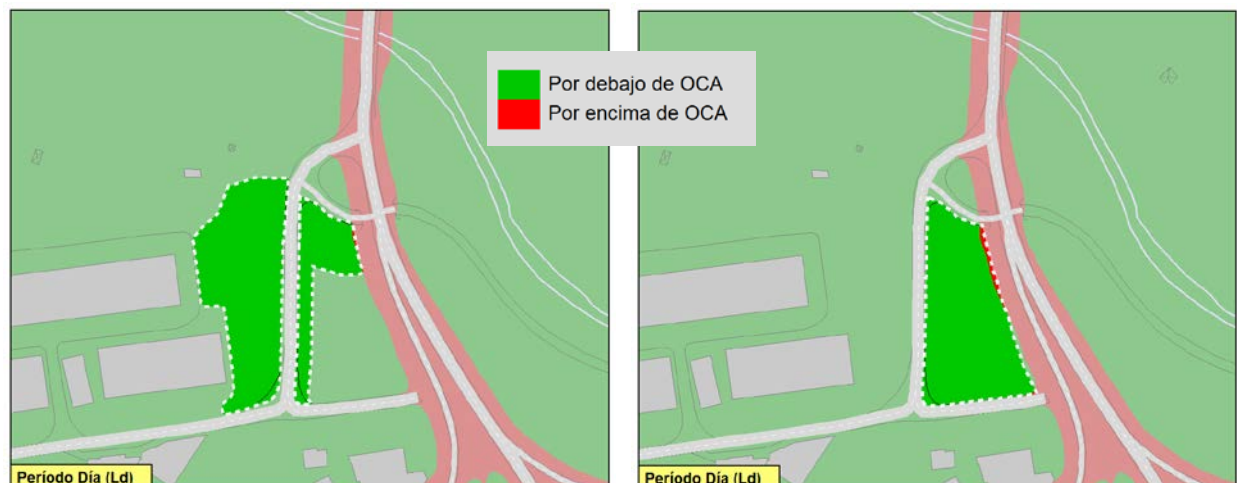 Por debajo de OCA
Por encima de OCA
Período Día (Ld)
Período Día (Ld)